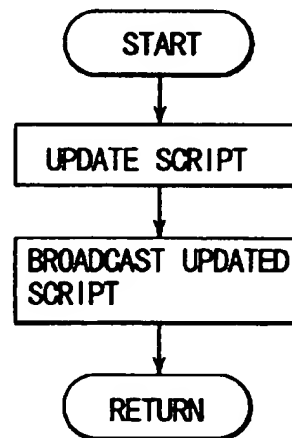 START
UPDATE SCRIPT
BROADCAST UPDATED
SCRIPT
RETURN